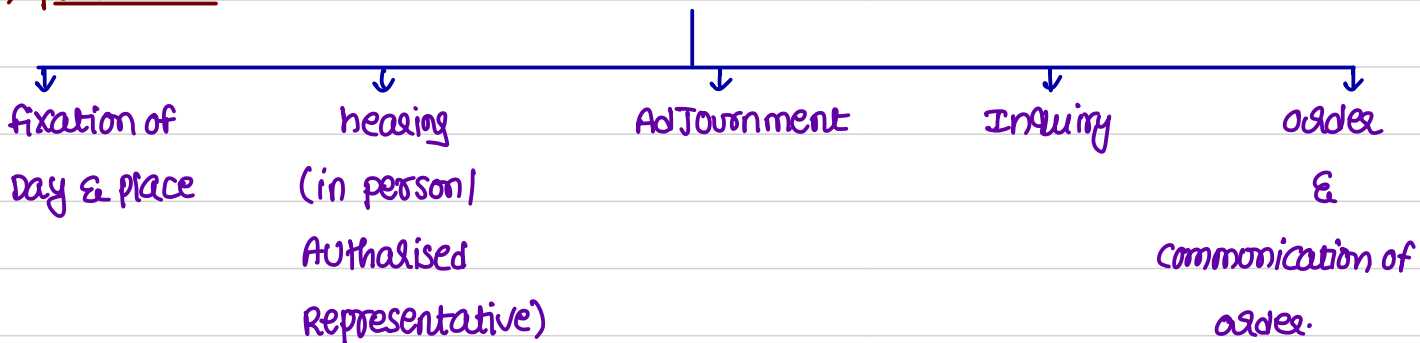 fixation of hearing AdJournment Inquiry order
Day & place (in person/ &
Authorised communication of
Representative) order.